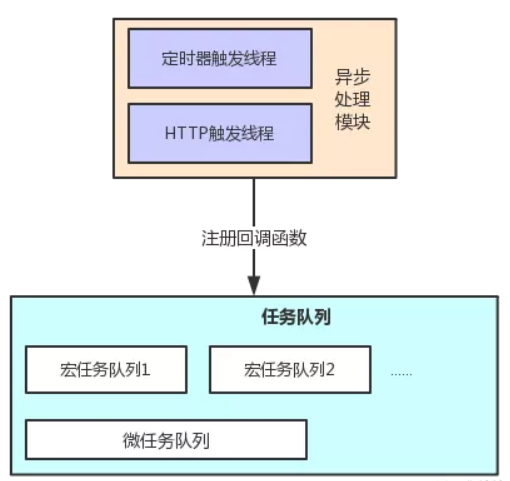 定时器触发线程
HTTP触发线程
异步
处理
模块
注册回调函数
任务队列
宏任务队列1
宏任务队列2
......
微任务队列